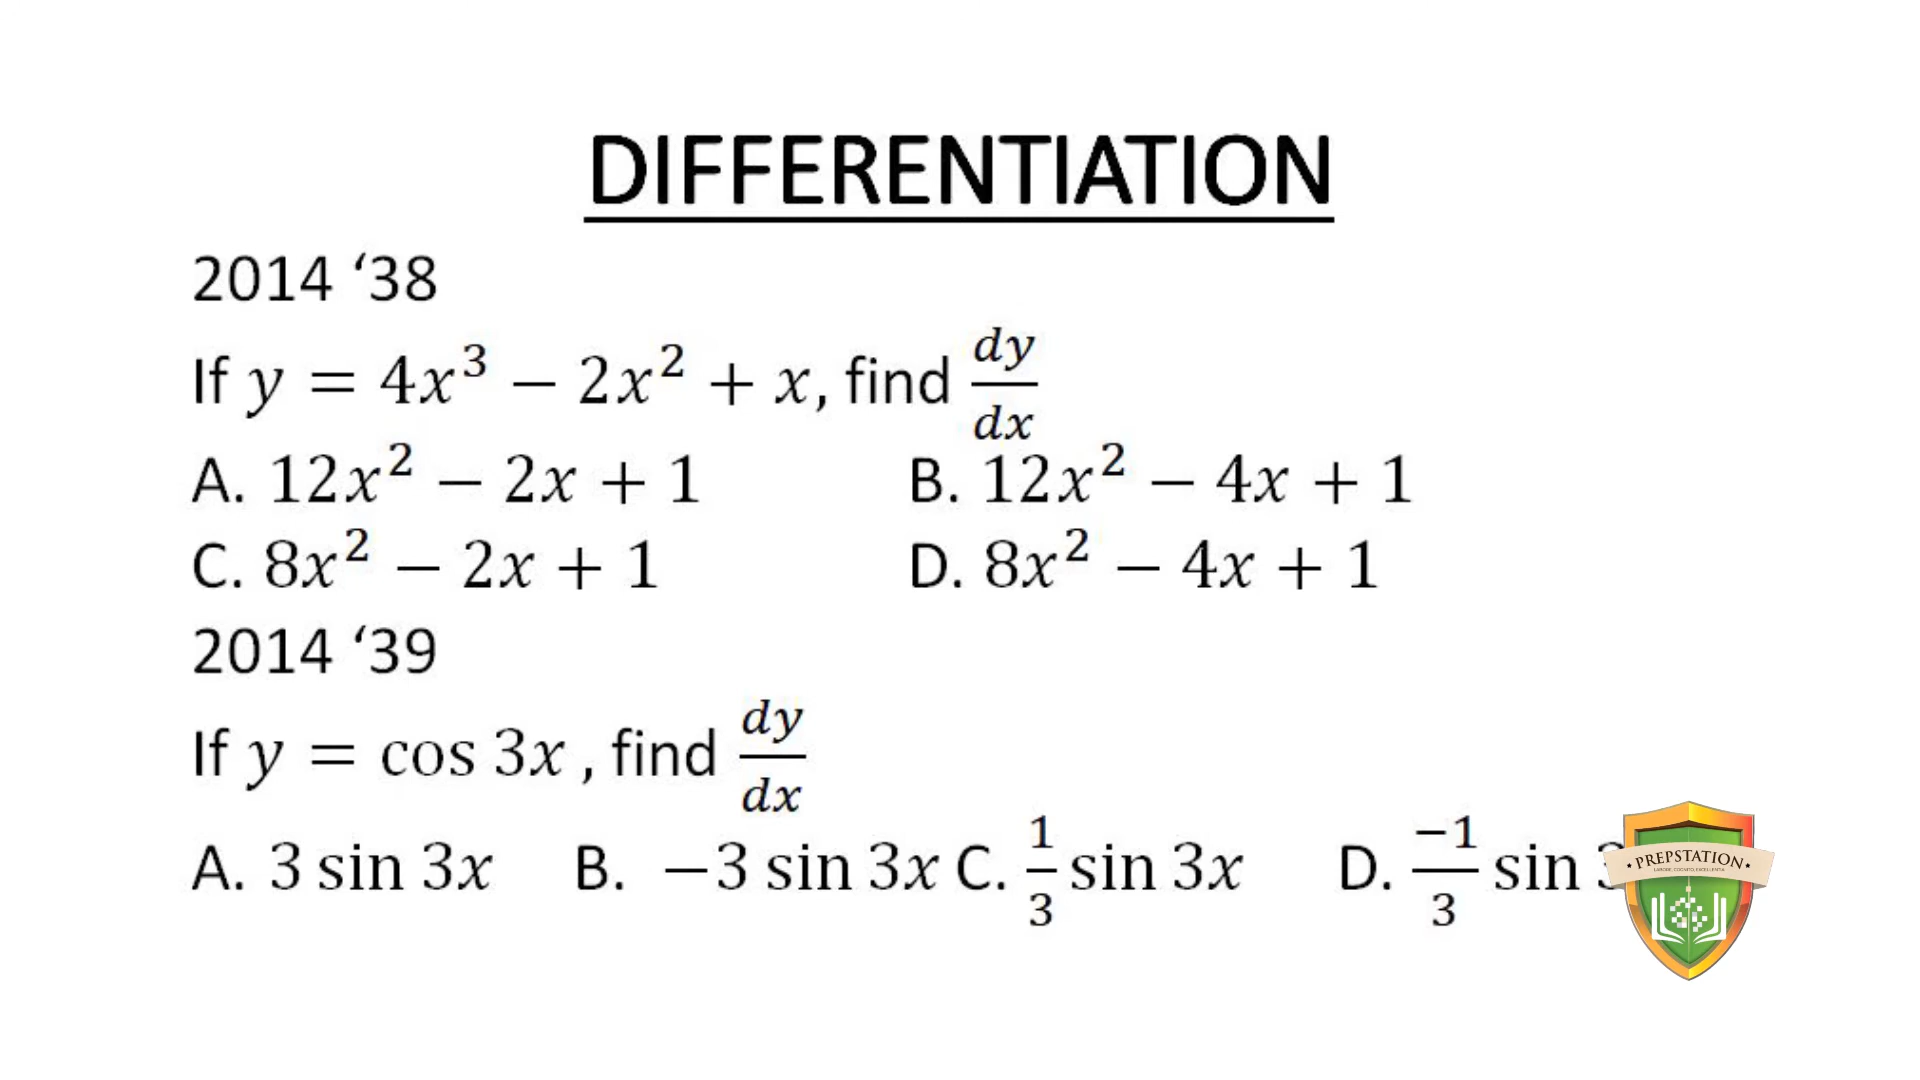 DIFFERENTIATION
2014 ‘38
If y = 4x³ − 2x² + x, find dy/dx
A. 12x² − 2x + 1 B. 12x² − 4x + 1
C. 8x² − 2x + 1 D. 8x² − 4x + 1
2014 ‘39
If y = cos 3x , find dy/dx
A. 3 sin 3x B. −3 sin 3x C. 1/3 sin 3x D. −1/3 sin 3
PREPSTATION